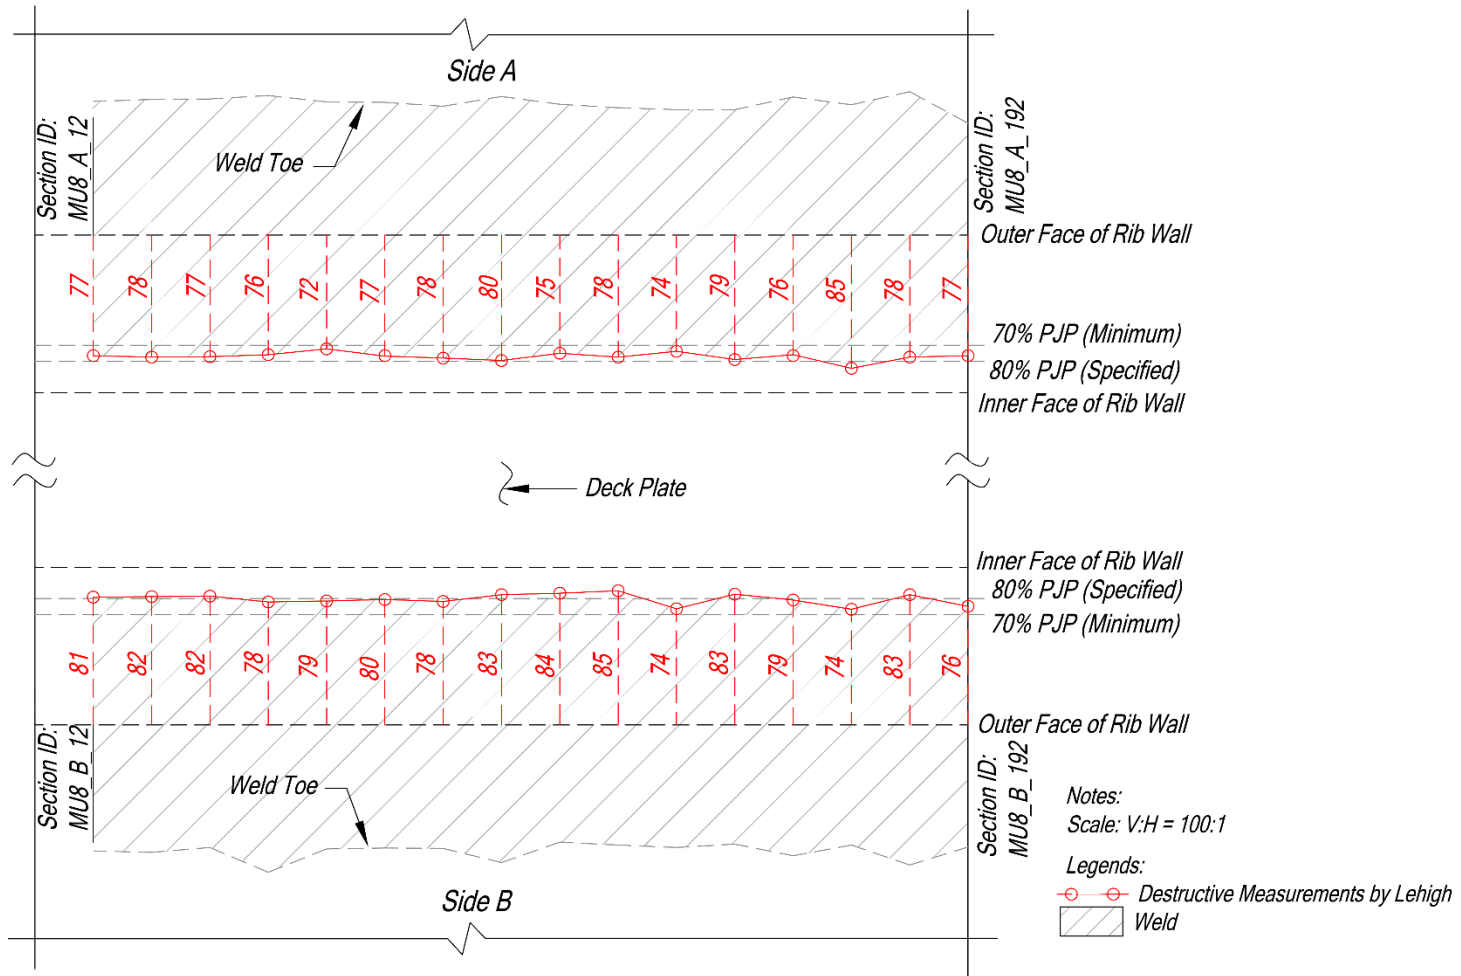 Side A
Section ID:
MU8_A_12
Weld Toe
Section ID:
MU8_A_192
Outer Face of Rib Wall
77 78 77 76 72 77 78 80 75 78 74 79 76 85 78 77
70% PJP (Minimum)
80% PJP (Specified)
Inner Face of Rib Wall
Deck Plate
Inner Face of Rib Wall
80% PJP (Specified)
70% PJP (Minimum)
81 82 82 78 79 80 78 83 84 85 74 83 79 74 83 76
Outer Face of Rib Wall
Section ID:
MU8_B_12
Weld Toe
Section ID:
MU8_B_192
Side B
Notes:
Scale: V:H = 100:1
Legends:
Destructive Measurements by Lehigh
Weld